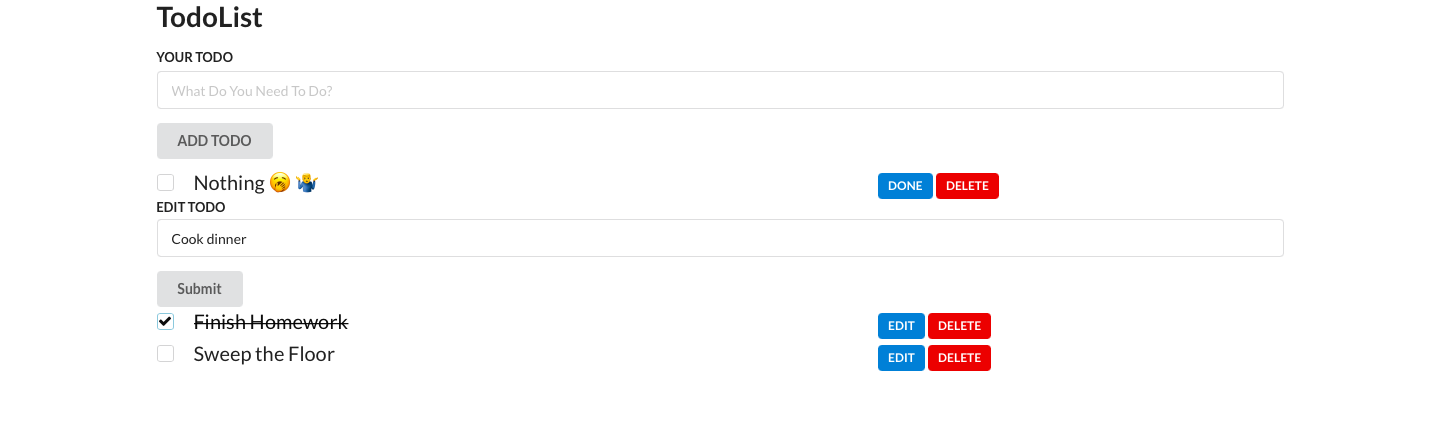 TodoList
YOUR TODO
What Do You Need To Do?
ADD TODO
Nothing 🥱 🤷‍♂️ DONE DELETE
EDIT TODO
Cook dinner
Submit
Finish Homework EDIT DELETE
Sweep the Floor EDIT DELETE